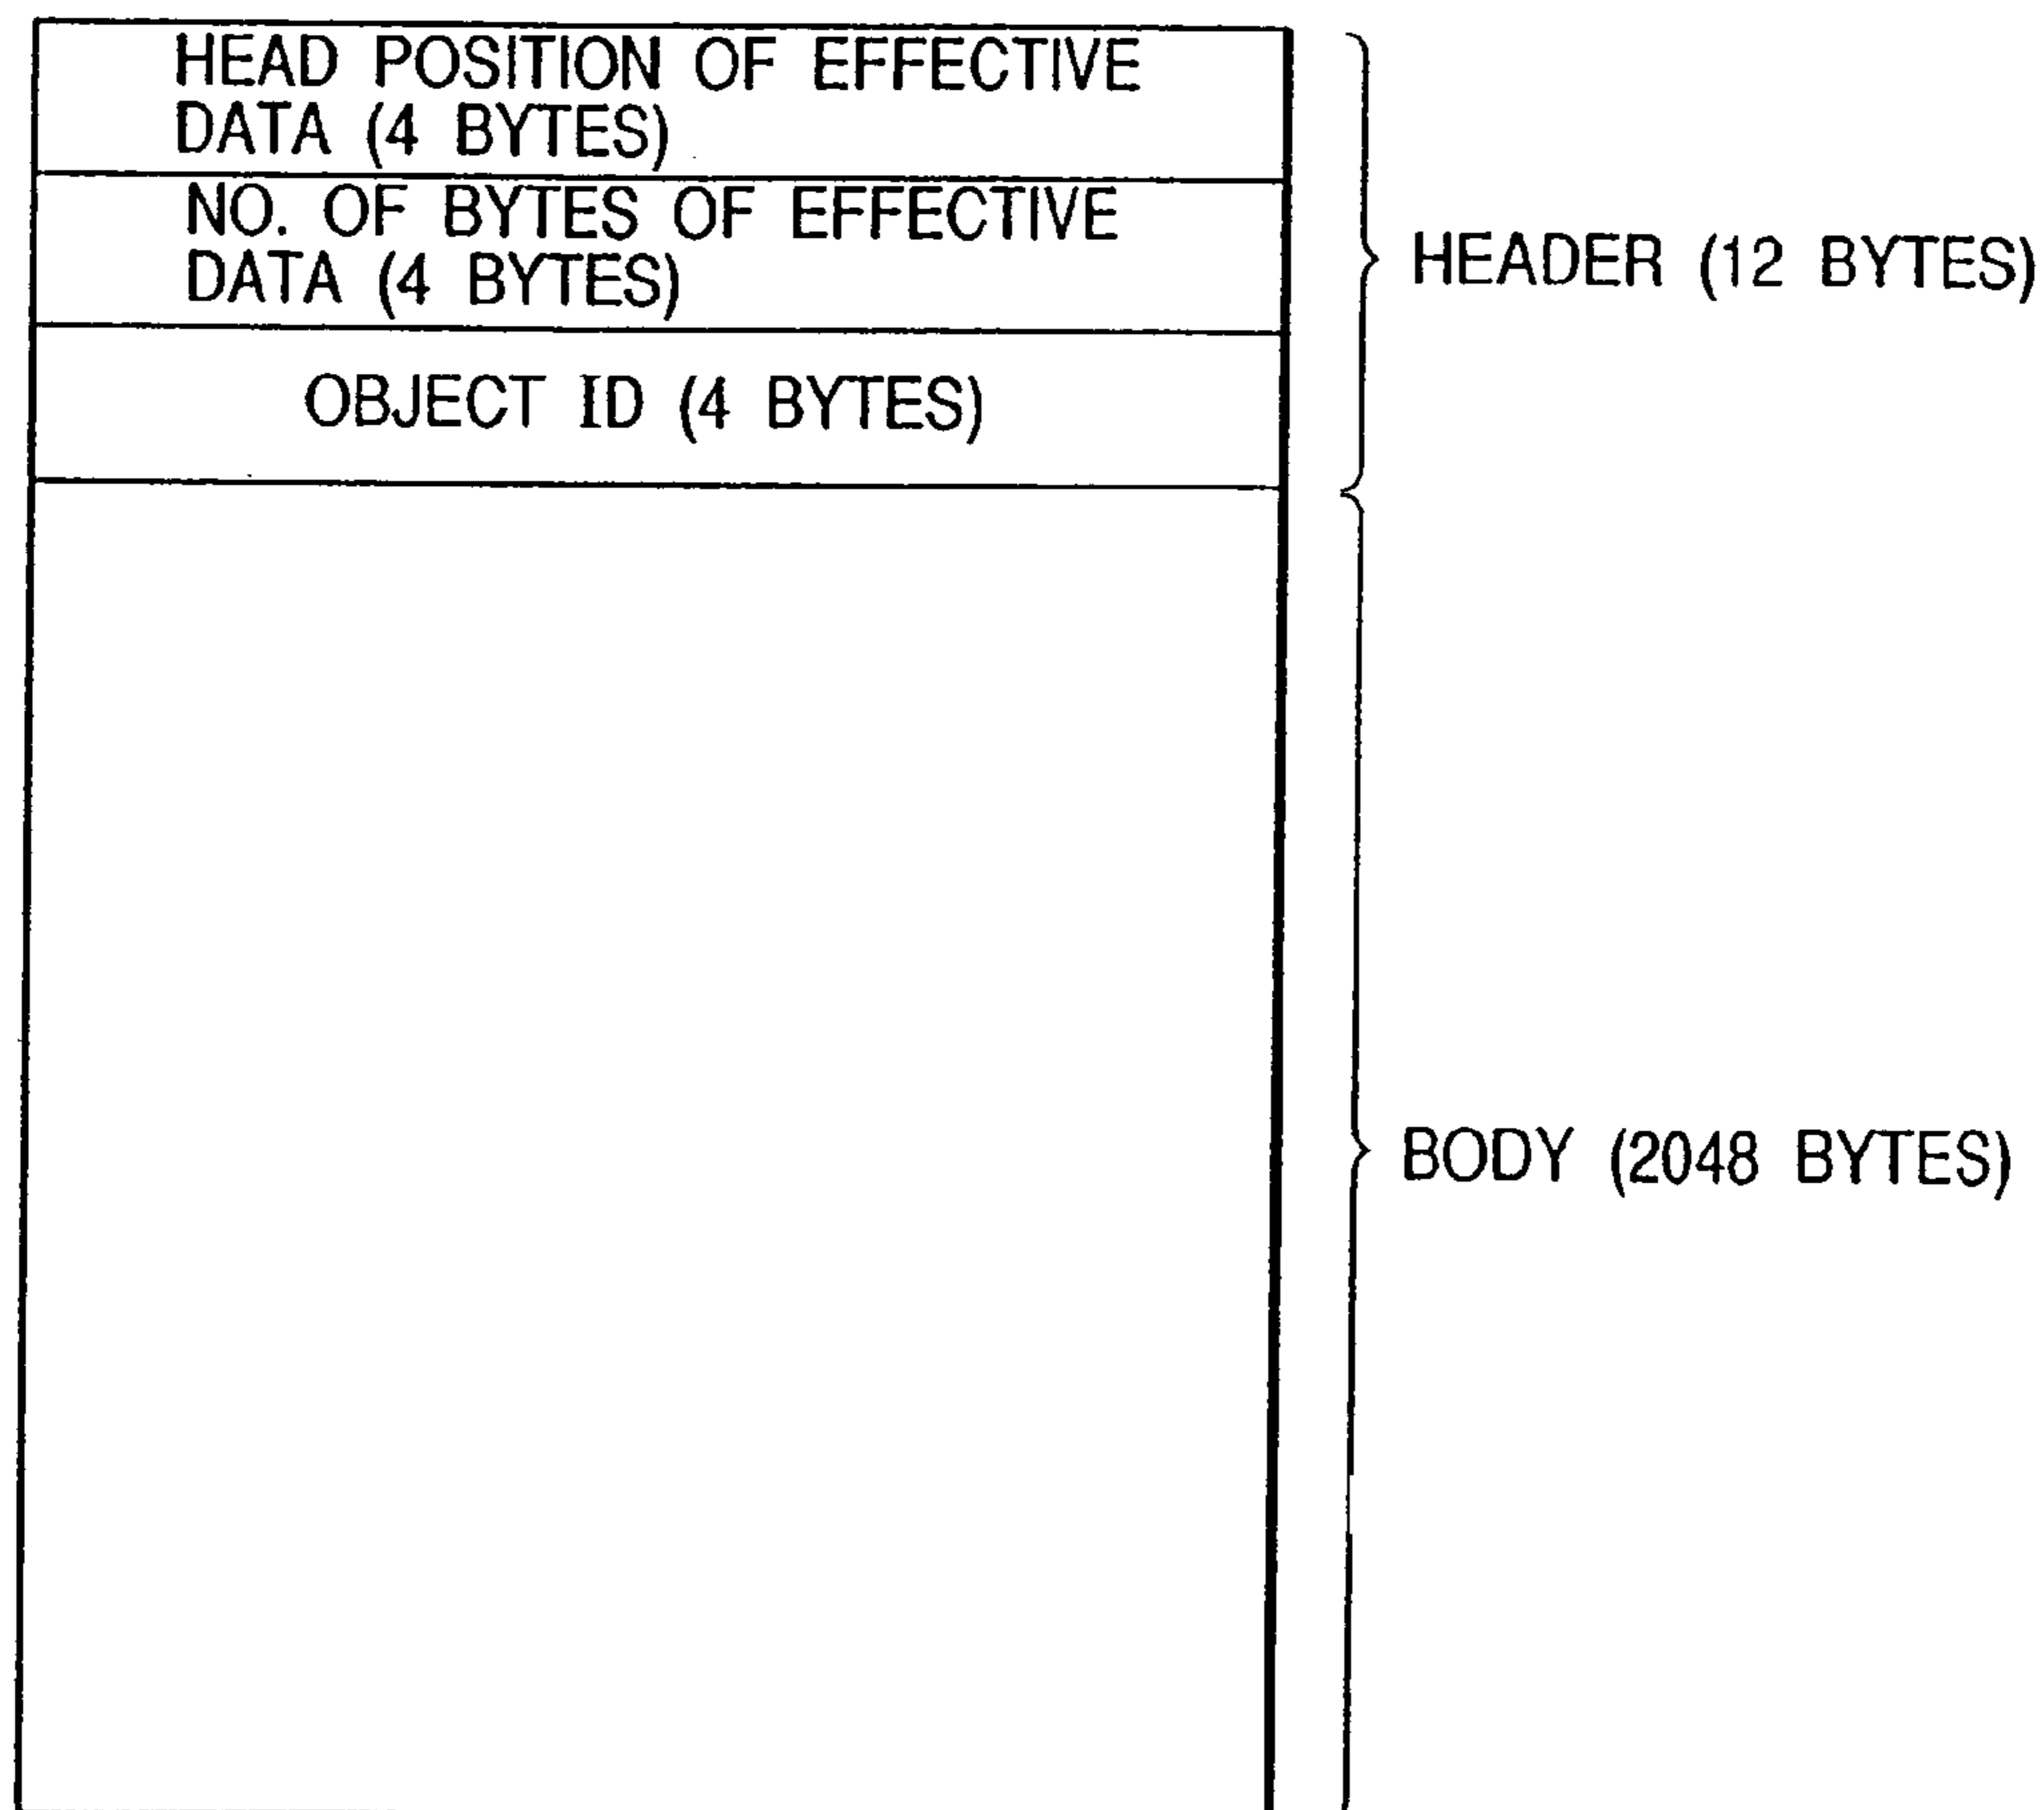 HEAD POSITION OF EFFECTIVE
DATA (4 BYTES)
NO. OF BYTES OF EFFECTIVE
DATA (4 BYTES)
HEADER (12 BYTES)
OBJECT ID (4 BYTES)
BODY (2048 BYTES)